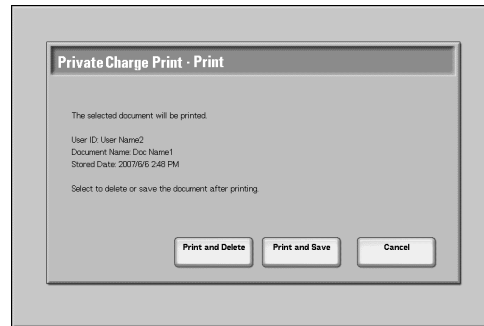 Private Charge Print - Print
The selected document will be printed.
User ID: User Name2
Document Name: Doc Name1
Stored Date: 2007/6/6 2:48 PM
Select to delete or save the document after printing.
Print and Delete
Print and Save
Cancel